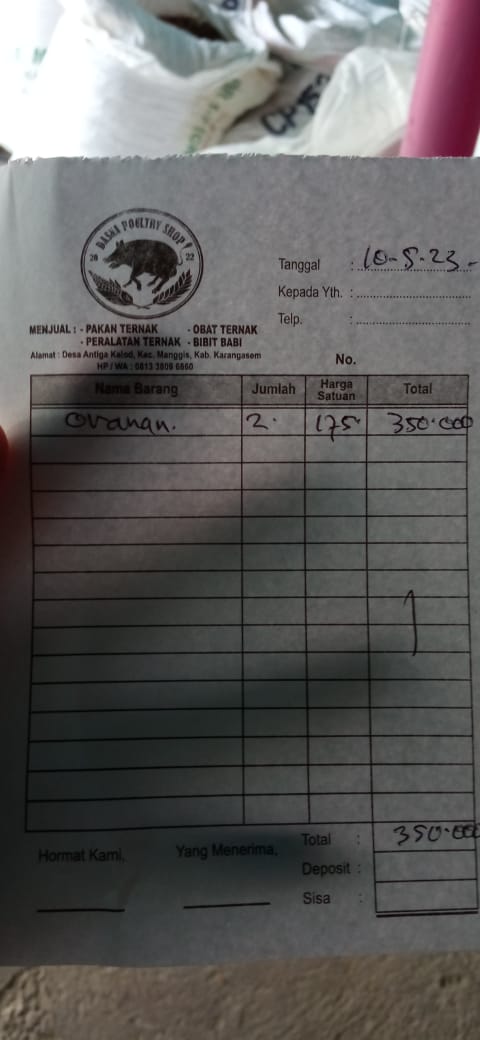 DASHA POULTRY SHOP
20 22
MENJUAL : - PAKAN TERNAK - OBAT TERNAK
- PERALATAN TERNAK - BIBIT BABI
Alamat : Desa Antiga Kelod, Kec. Manggis, Kab. Karangasem
HP / WA : 0813 3809 6860
Tanggal : 10-5-23-
Kepada Yth. :
Telp. :
No.
Nama Barang Jumlah Harga Satuan Total
2. 175. 350.000
Total : 350.000
Deposit :
Sisa :
Hormat Kami, Yang Menerima,